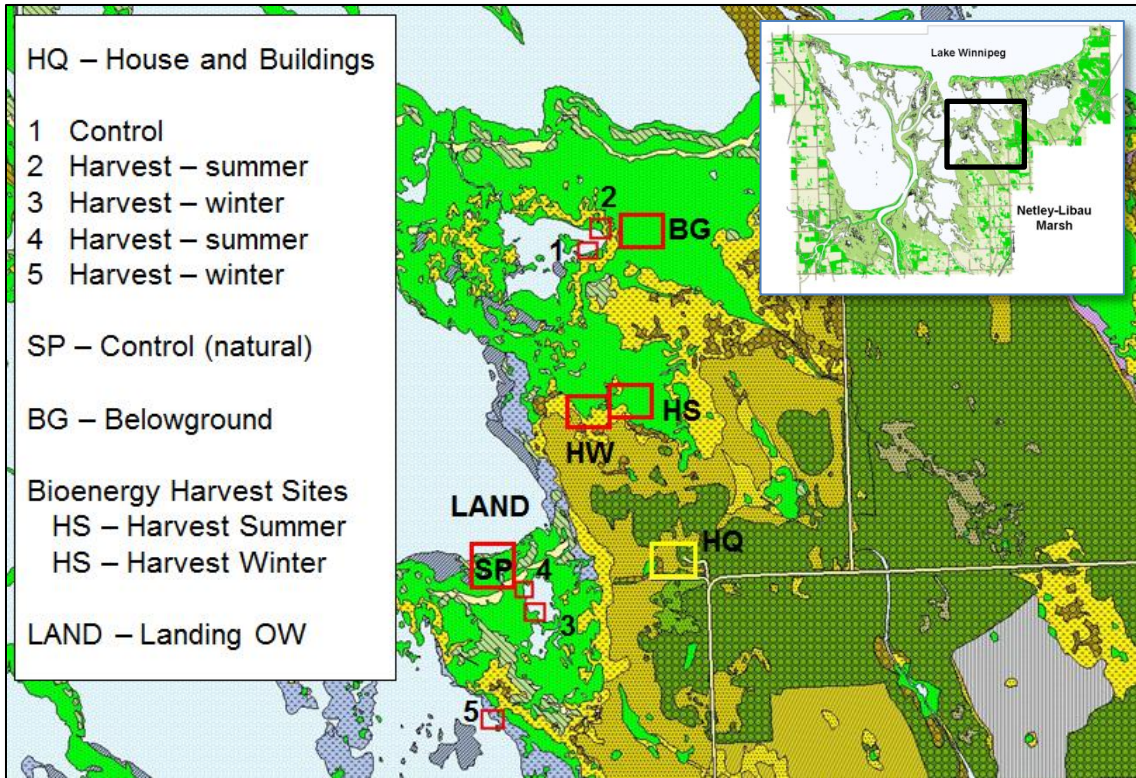 HQ – House and Buildings
1 Control
2 Harvest – summer
3 Harvest – winter
4 Harvest – summer
5 Harvest – winter
SP – Control (natural)
BG – Belowground
Bioenergy Harvest Sites
HS – Harvest Summer
HS – Harvest Winter
LAND – Landing OW
Lake Winnipeg
Netley-Libau
Marsh
2
BG
1
HS
HW
LAND
HQ
SP
4
3
5